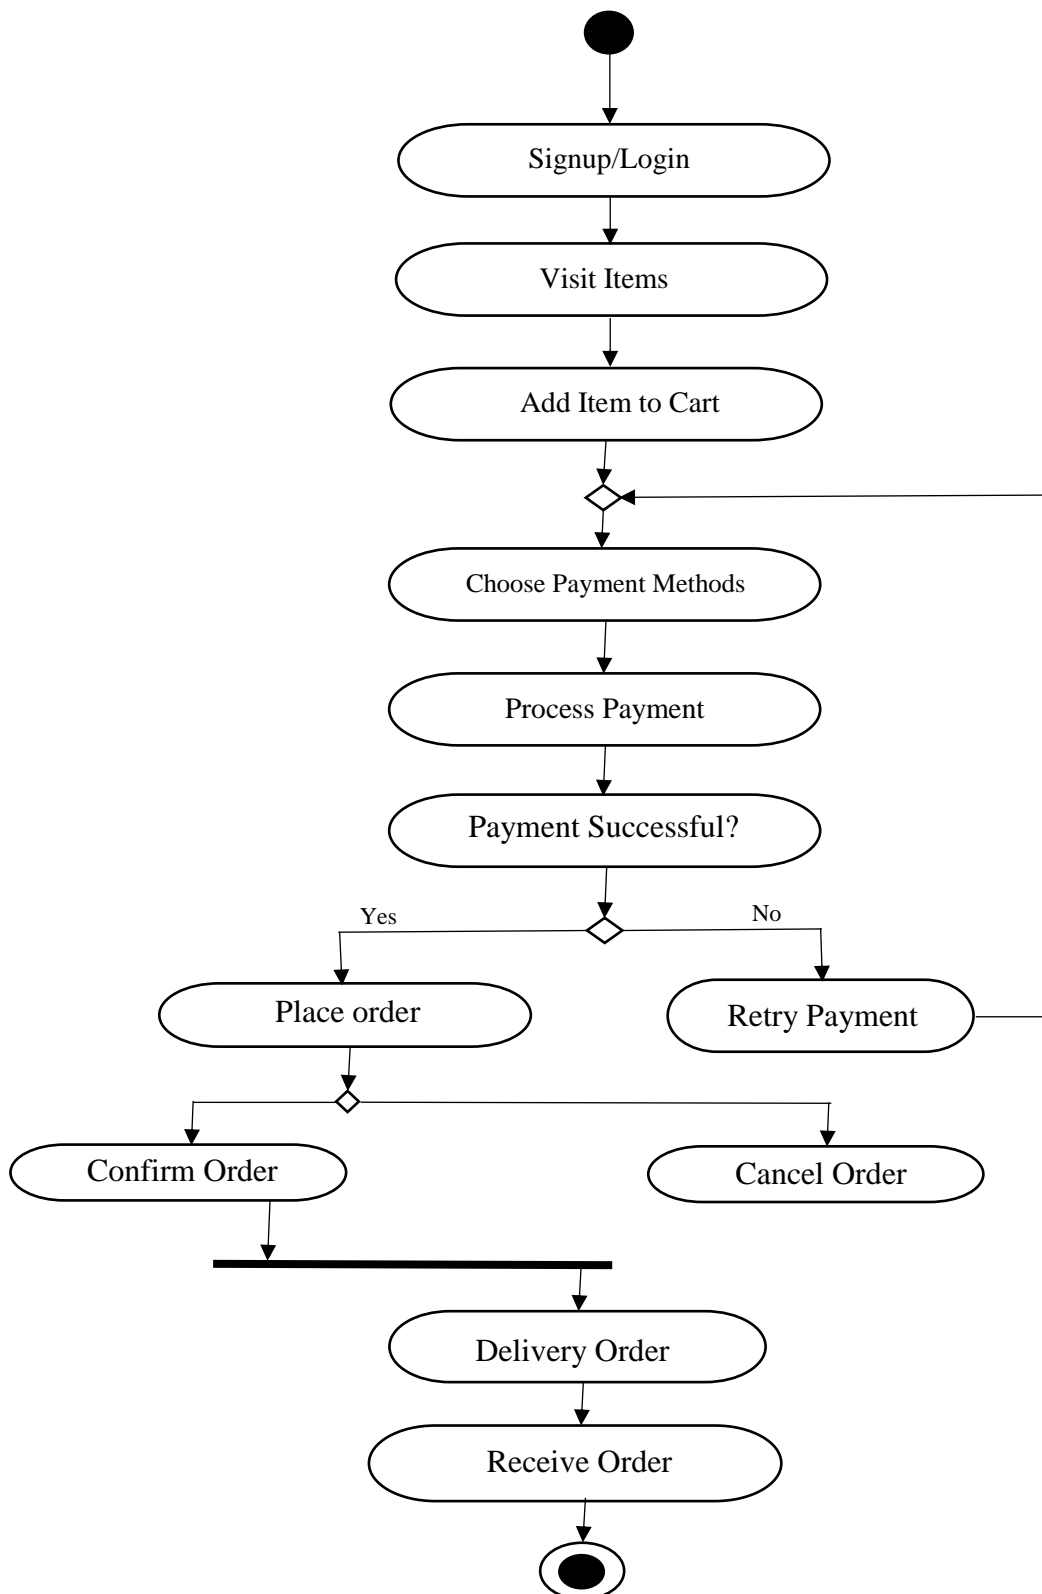 Signup/Login
Visit Items
Add Item to Cart
Choose Payment Methods
Process Payment
Payment Successful?
Yes
No
Place order
Retry Payment
Confirm Order
Cancel Order
Delivery Order
Receive Order